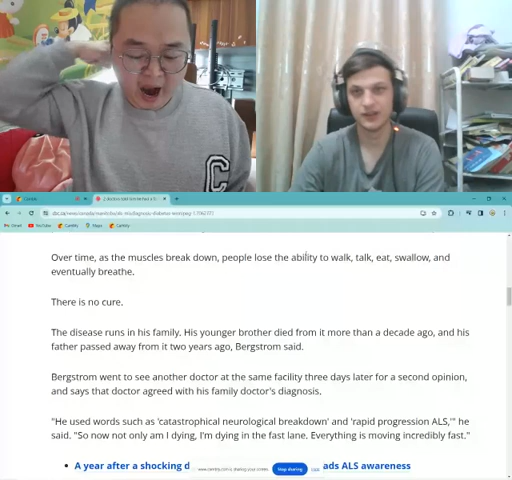 C
Over time, as the muscles break down, people lose the ability to walk, talk, eat, swallow, and
eventually breathe.
There is no cure.
The disease runs in his family. His younger brother died from it more than a decade ago, and his
father passed away from it two years ago, Bergstrom said.
Bergstrom went to see another doctor at the same facility three days later for a second opinion,
and says that doctor agreed with his family doctor's diagnosis.
"He used words such as 'catastrophical neurological breakdown' and 'rapid progression ALS,'" he
said. "So now not only am I dying, I'm dying in the fast lane. Everything is moving incredibly fast."
A year after a shocking d
ads ALS awareness
is sharing your screen.
Stop sharing